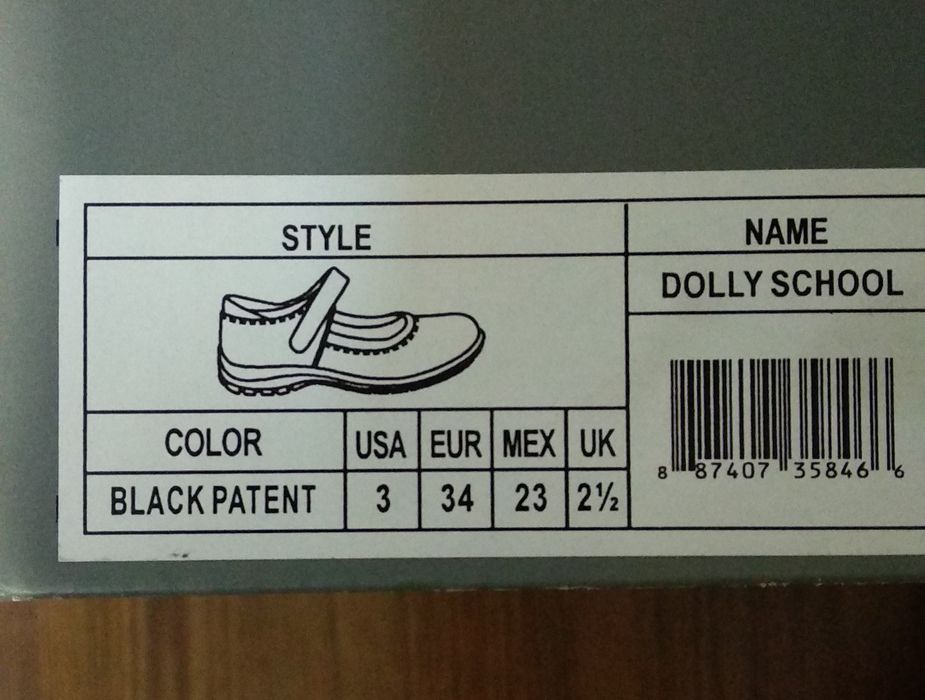 STYLE
NAME
DOLLY SCHOOL
COLOR USA EUR MEX UK
BLACK PATENT 3 34 23 2½
8 87407 35846 6